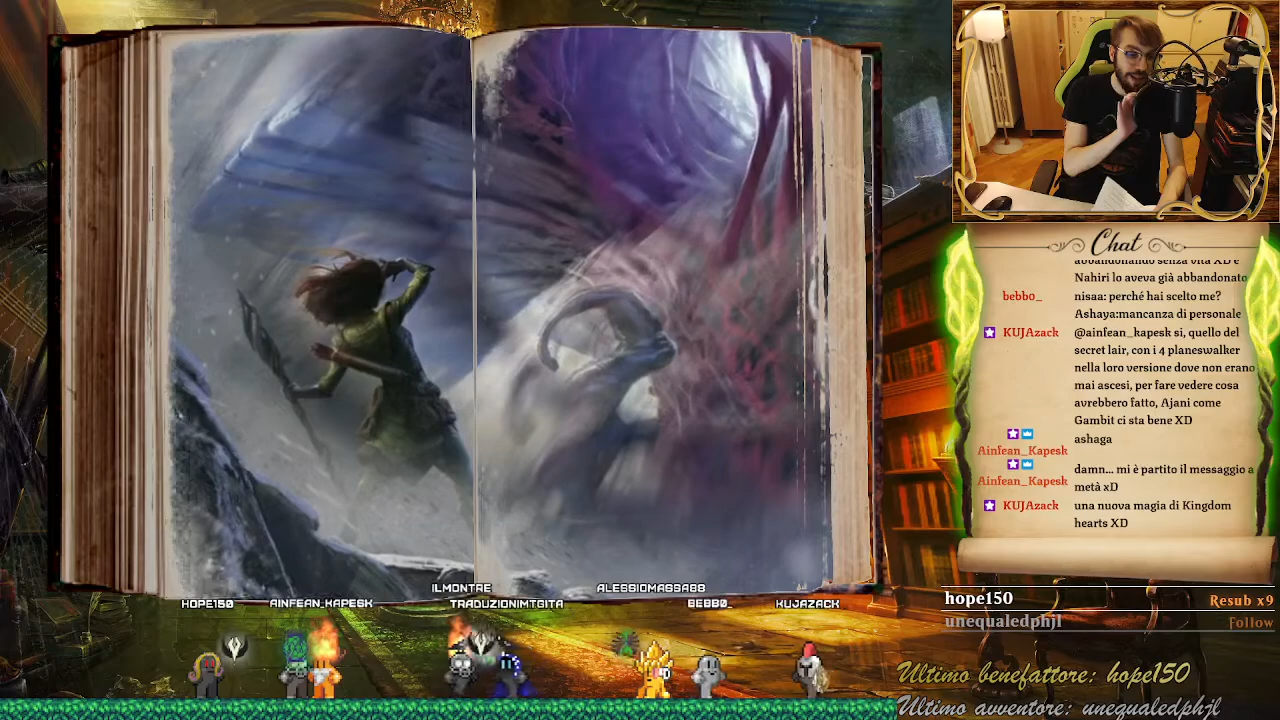 Chat
abbandonando senza vita XD e
Nahiri lo aveva già abbandonato
bebb0_ nisaa: perché hai scelto me?
Ashaya:mancanza di personale
KUJAzack @ainfean_kapesk si, quello del
secret lair, con i 4 planeswalker
nella loro versione dove non erano
mai ascesi, per fare vedere cosa
avrebbero fatto, Ajani come
Gambit ci sta bene XD
Ainfean_Kapesk ashaga
Ainfean_Kapesk damn... mi è partito il messaggio a
metà xD
KUJAzack una nuova magia di Kingdom
hearts XD
hope150 Resub x9
unequaledphjl Follow
Ultimo benefattore: hope150
Ultimo avventore: unequaledphjl
ILMONTRE ALESSIOMASSA88
HOPE150 AINFEAN_KAPESK TRADUZIONIMTGITA BEBB0_ KUJAZACK